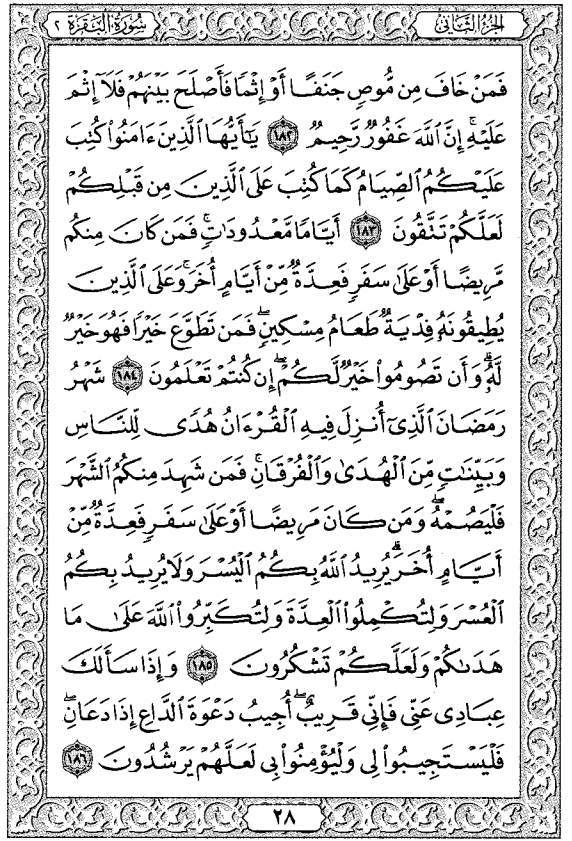 الجزء الثاني
سورة البقرة ٢
فَمَنْ خَافَ مِن مُّوصٍ جَنَفًا أَوْ إِثْمًا فَأَصْلَحَ بَيْنَهُمْ فَلَآ إِثْمَ
عَلَيْهِ ۚ إِنَّ ٱللَّهَ غَفُورٌ رَّحِيمٌ ١٨٢ يَـٰٓأَيُّهَا ٱلَّذِينَ ءَامَنُوا۟ كُتِبَ
عَلَيْكُمُ ٱلصِّيَامُ كَمَا كُتِبَ عَلَى ٱلَّذِينَ مِن قَبْلِكُمْ
لَعَلَّكُمْ تَتَّقُونَ ١٨٣ أَيَّامًا مَّعْدُودَٰتٍ ۚ فَمَن كَانَ مِنكُم
مَّرِيضًا أَوْ عَلَىٰ سَفَرٍ فَعِدَّةٌ مِّنْ أَيَّامٍ أُخَرَ ۚ وَعَلَى ٱلَّذِينَ
يُطِيقُونَهُۥ فِدْيَةٌ طَعَامُ مِسْكِينٍ ۖ فَمَن تَطَوَّعَ خَيْرًا فَهُوَ خَيْرٌ
لَّهُۥ ۚ وَأَن تَصُومُوا۟ خَيْرٌ لَّكُمْ ۖ إِن كُنتُمْ تَعْلَمُونَ ١٨٤ شَهْرُ
رَمَضَانَ ٱلَّذِىٓ أُنزِلَ فِيهِ ٱلْقُرْءَانُ هُدًى لِّلنَّاسِ
وَبَيِّنَـٰتٍ مِّنَ ٱلْهُدَىٰ وَٱلْفُرْقَانِ ۚ فَمَن شَهِدَ مِنكُمُ ٱلشَّهْرَ
فَلْيَصُمْهُ ۖ وَمَن كَانَ مَرِيضًا أَوْ عَلَىٰ سَفَرٍ فَعِدَّةٌ مِّنْ
أَيَّامٍ أُخَرَ ۗ يُرِيدُ ٱللَّهُ بِكُمُ ٱلْيُسْرَ وَلَا يُرِيدُ بِكُمُ
ٱلْعُسْرَ وَلِتُكْمِلُوا۟ ٱلْعِدَّةَ وَلِتُكَبِّرُوا۟ ٱللَّهَ عَلَىٰ مَا
هَدَىٰكُمْ وَلَعَلَّكُمْ تَشْكُرُونَ ١٨٥ وَإِذَا سَأَلَكَ
عِبَادِى عَنِّى فَإِنِّى قَرِيبٌ ۖ أُجِيبُ دَعْوَةَ ٱلدَّاعِ إِذَا دَعَانِ ۖ
فَلْيَسْتَجِيبُوا۟ لِى وَلْيُؤْمِنُوا۟ بِى لَعَلَّهُمْ يَرْشُدُونَ ١٨٦
٢٨